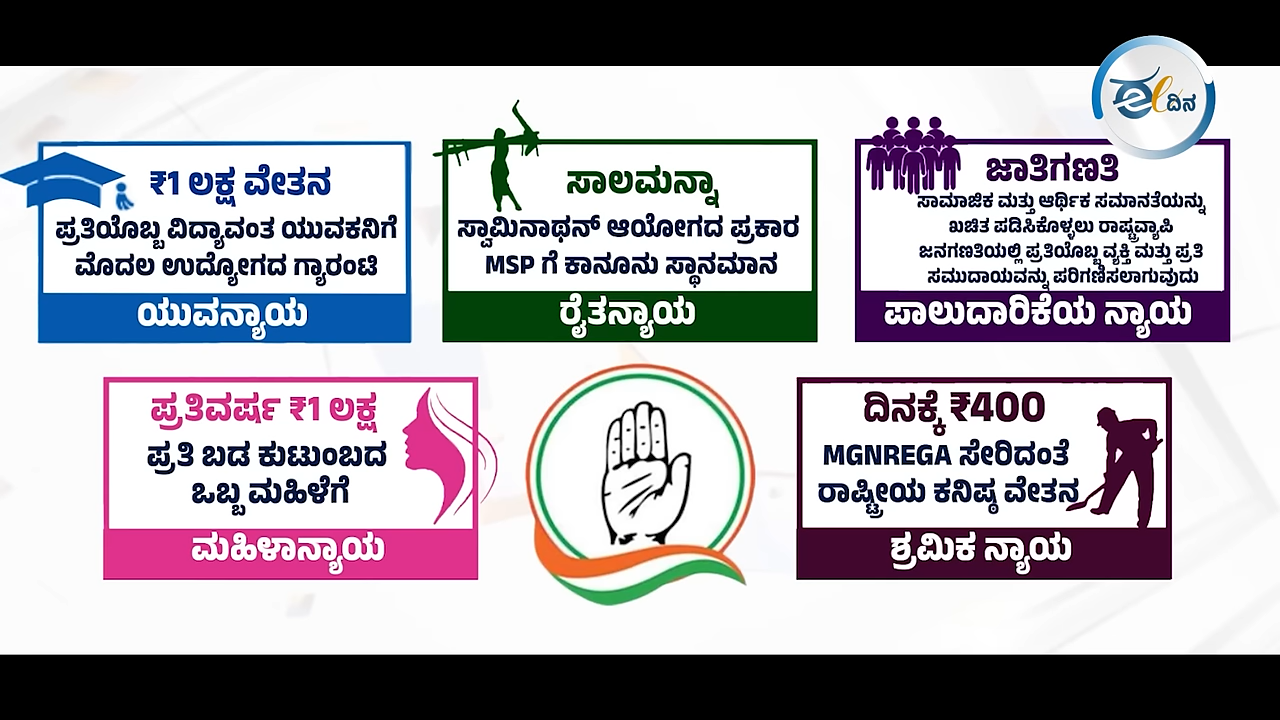 eಲ ದಿನ
₹1 ಲಕ್ಷ ವೇತನ
ಪ್ರತಿಯೊಬ್ಬ ವಿದ್ಯಾವಂತ ಯುವಕನಿಗೆ
ಮೊದಲ ಉದ್ಯೋಗದ ಗ್ಯಾರಂಟಿ
ಯುವನ್ಯಾಯ
ಸಾಲಮನ್ನಾ
ಸ್ವಾಮಿನಾಥನ್ ಆಯೋಗದ ಪ್ರಕಾರ
MSP ಗೆ ಕಾನೂನು ಸ್ಥಾನಮಾನ
ರೈತನ್ಯಾಯ
ಜಾತಿಗಣತಿ
ಸಾಮಾಜಿಕ ಮತ್ತು ಆರ್ಥಿಕ ಸಮಾನತೆಯನ್ನು
ಖಚಿತ ಪಡಿಸಿಕೊಳ್ಳಲು ರಾಷ್ಟ್ರವ್ಯಾಪಿ
ಜನಗಣತಿಯಲ್ಲಿ ಪ್ರತಿಯೊಬ್ಬ ವ್ಯಕ್ತಿ ಮತ್ತು ಪ್ರತಿ
ಸಮುದಾಯವನ್ನು ಪರಿಗಣಿಸಲಾಗುವುದು
ಪಾಲುದಾರಿಕೆಯ ನ್ಯಾಯ
ಪ್ರತಿವರ್ಷ ₹1 ಲಕ್ಷ
ಪ್ರತಿ ಬಡ ಕುಟುಂಬದ
ಒಬ್ಬ ಮಹಿಳೆಗೆ
ಮಹಿಳಾನ್ಯಾಯ
ದಿನಕ್ಕೆ ₹400
MGNREGA ಸೇರಿದಂತೆ
ರಾಷ್ಟ್ರೀಯ ಕನಿಷ್ಠ ವೇತನ
ಶ್ರಮಿಕ ನ್ಯಾಯ